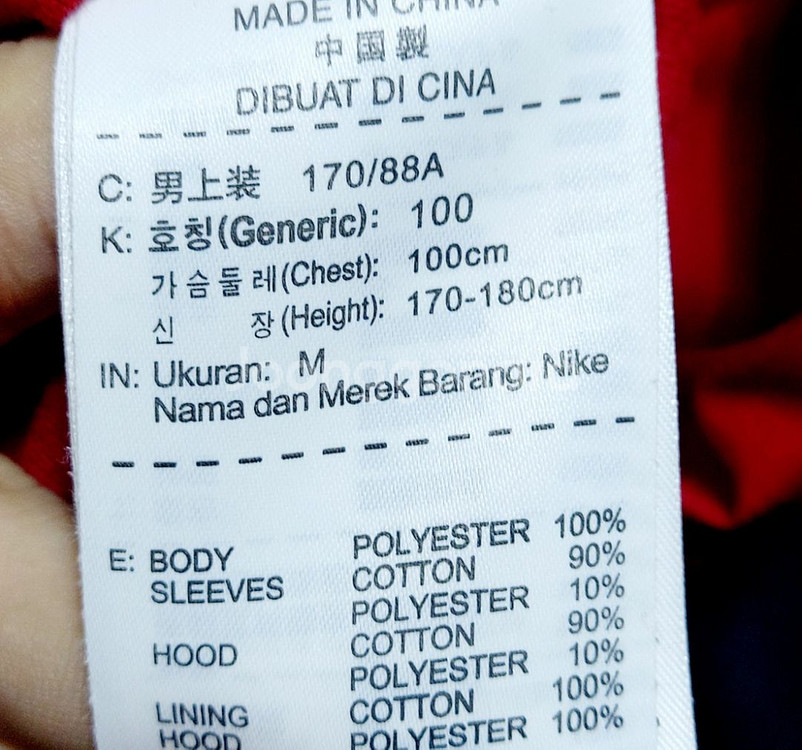 MADE IN CHINA
中國製
DIBUAT DI CINA
C: 男上装 170/88A
K: 호칭(Generic): 100
가슴둘레(Chest): 100cm
신 장(Height): 170-180cm
IN: Ukuran: M
Nama dan Merek Barang: Nike
E: BODY POLYESTER 100%
SLEEVES COTTON 90%
POLYESTER 10%
HOOD COTTON 90%
POLYESTER 10%
LINING COTTON 100%
HOOD POLYESTER 100%